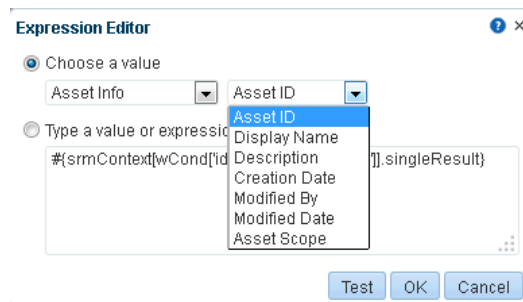 Expression Editor
Choose a value
Asset Info Asset ID
Asset ID
Type a value or
Display Name
#{srmContext[wCond['id ']].singleResult}
Description
Creation Date
Modified By
Modified Date
Asset Scope
Test OK Cancel